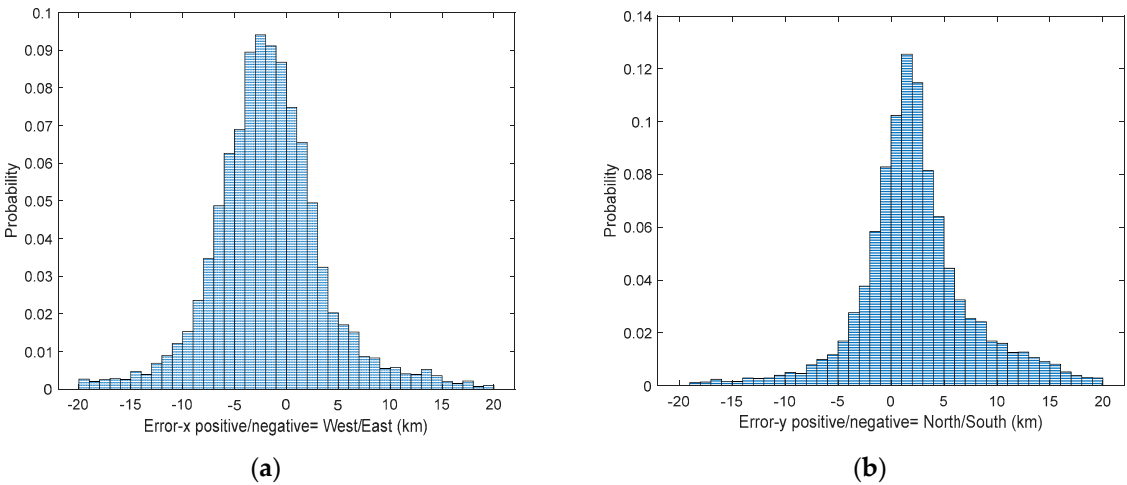 0.1
0.09
0.08
0.07
0.06
0.05
0.04
0.03
0.02
0.01
0
Probability
-20 -15 -10 -5 0 5 10 15 20
Error-x positive/negative= West/East (km)
(a)
0.14
0.12
0.1
0.08
0.06
0.04
0.02
0
Probability
-20 -15 -10 -5 0 5 10 15 20
Error-y positive/negative= North/South (km)
(b)